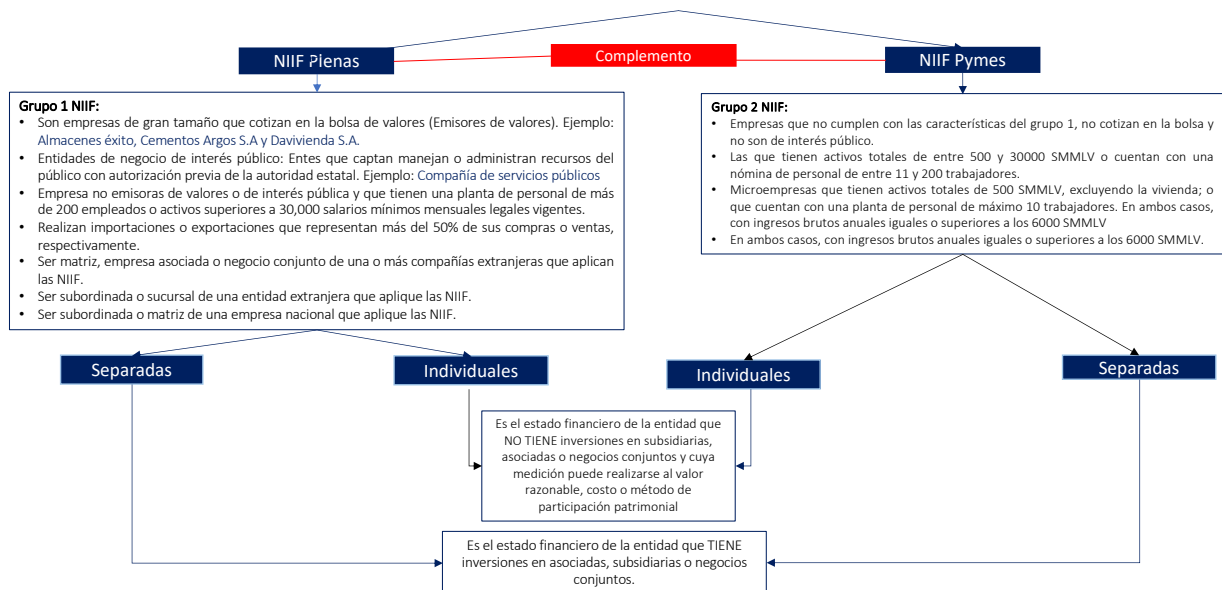 NIIF Plenas
Complemento
NIIF Pymes
Grupo 1 NIIF:
• Son empresas de gran tamaño que cotizan en la bolsa de valores (Emisores de valores). Ejemplo:
Almacenes éxito, Cementos Argos S.A y Davivienda S.A.
• Entidades de negocio de interés público: Entes que captan manejan o administran recursos del
público con autorización previa de la autoridad estatal. Ejemplo: Compañía de servicios públicos
• Empresa no emisoras de valores o de interés pública y que tienen una planta de personal de más
de 200 empleados o activos superiores a 30,000 salarios mínimos mensuales legales vigentes.
• Realizan importaciones o exportaciones que representan más del 50% de sus compras o ventas,
respectivamente.
• Ser matriz, empresa asociada o negocio conjunto de una o más compañías extranjeras que aplican
las NIIF.
• Ser subordinada o sucursal de una entidad extranjera que aplique las NIIF.
• Ser subordinada o matriz de una empresa nacional que aplique las NIIF.
Grupo 2 NIIF:
• Empresas que no cumplen con las características del grupo 1, no cotizan en la bolsa y
no son de interés público.
• Las que tienen activos totales de entre 500 y 30000 SMMLV o cuentan con una
nómina de personal de entre 11 y 200 trabajadores.
• Microempresas que tienen activos totales de 500 SMMLV, excluyendo la vivienda; o
que cuentan con una planta de personal de máximo 10 trabajadores. En ambos casos,
con ingresos brutos anuales iguales o superiores a los 6000 SMMLV
• En ambos casos, con ingresos brutos anuales iguales o superiores a los 6000 SMMLV.
Separadas
Individuales
Individuales
Separadas
Es el estado financiero de la entidad que
NO TIENE inversiones en subsidiarias,
asociadas o negocios conjuntos y cuya
medición puede realizarse al valor
razonable, costo o método de
participación patrimonial
Es el estado financiero de la entidad que TIENE
inversiones en asociadas, subsidiarias o negocios
conjuntos.